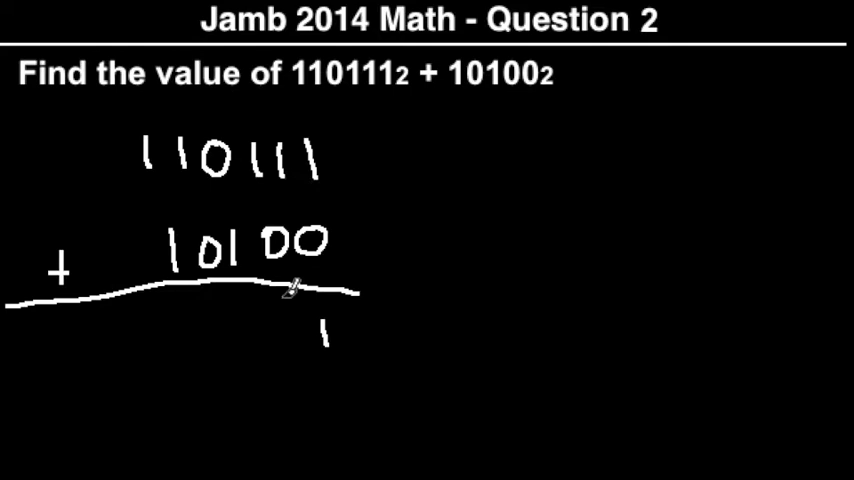 Jamb 2014 Math - Question 2
Find the value of 110111₂ + 10100₂
110111
+ 10100
1